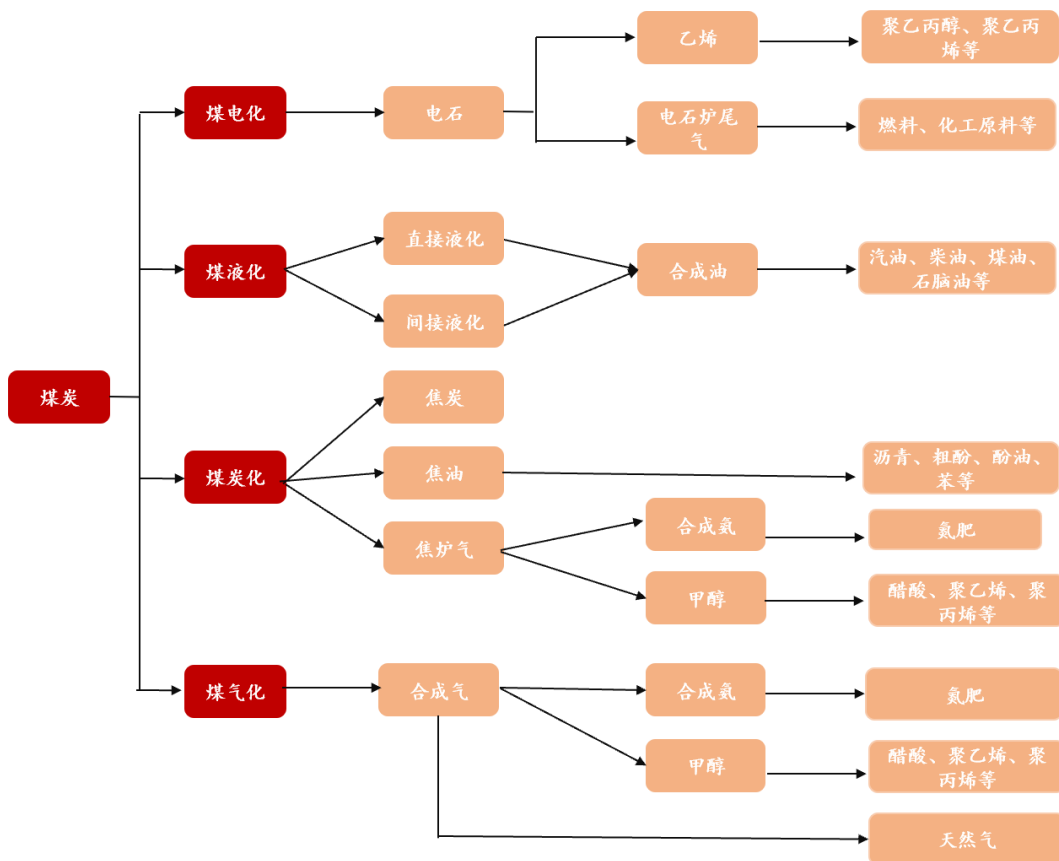 乙烯
聚乙丙醇、聚乙丙
烯等
煤电化
电石
电石炉尾
气
燃料、化工原料等
煤液化
直接液化
间接液化
合成油
汽油、柴油、煤油、
石脑油等
煤炭
煤炭化
焦炭
焦油
沥青、粗酚、酚油、
苯等
焦炉气
合成氨
氮肥
甲醇
醋酸、聚乙烯、聚
丙烯等
煤气化
合成气
合成氨
氮肥
甲醇
醋酸、聚乙烯、聚
丙烯等
天然气